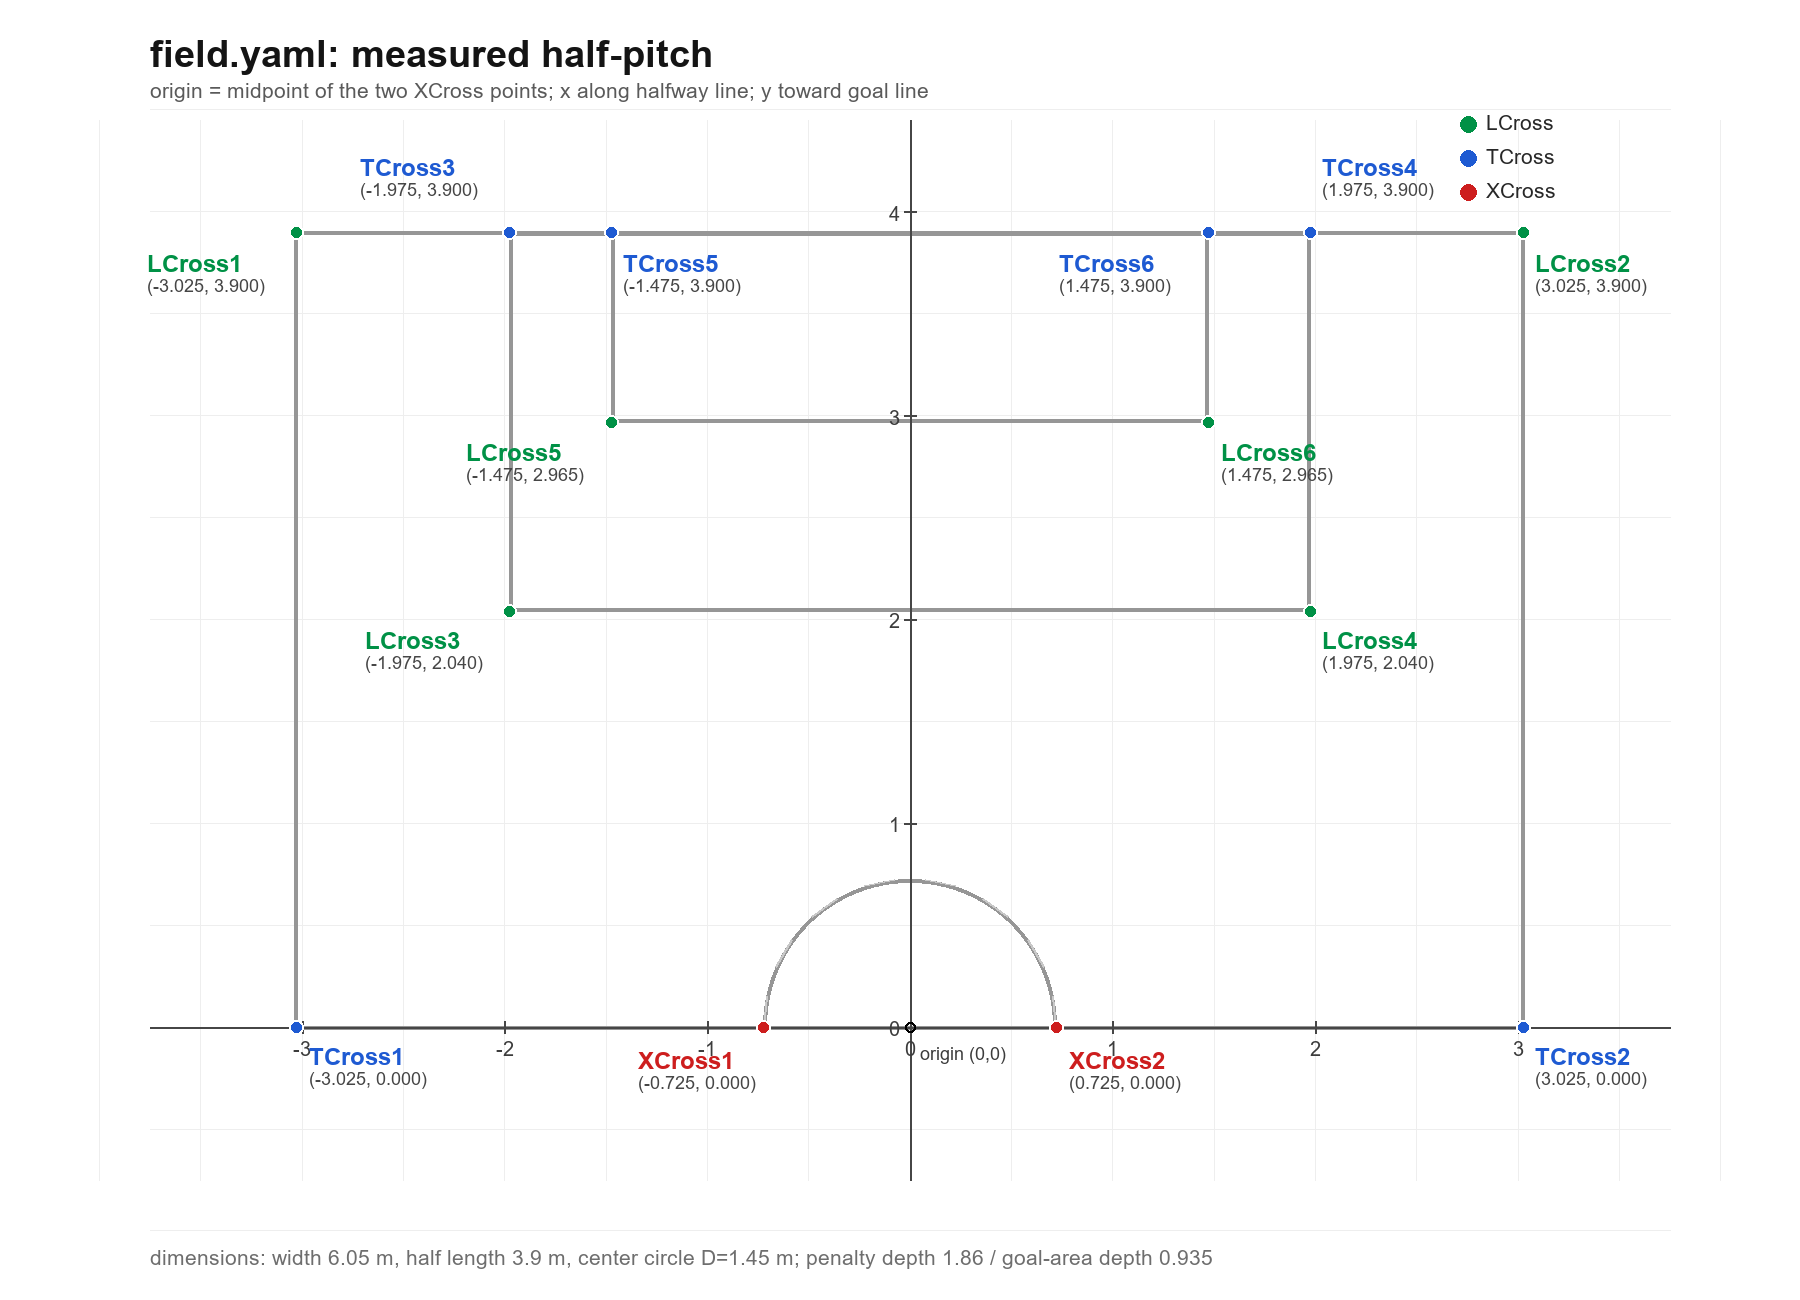 field.yaml: measured half-pitch
origin = midpoint of the two XCross points; x along halfway line; y toward goal line
LCross
TCross
XCross
TCross3
(-1.975, 3.900)
TCross4
(1.975, 3.900)
4
LCross1
(-3.025, 3.900)
TCross5
(-1.475, 3.900)
TCross6
(1.475, 3.900)
LCross2
(3.025, 3.900)
3
LCross5
(-1.475, 2.965)
LCross6
(1.475, 2.965)
2
LCross3
(-1.975, 2.040)
LCross4
(1.975, 2.040)
1
0
-3
-2
-1
0
1
2
3
origin (0,0)
TCross1
(-3.025, 0.000)
XCross1
(-0.725, 0.000)
XCross2
(0.725, 0.000)
TCross2
(3.025, 0.000)
dimensions: width 6.05 m, half length 3.9 m, center circle D=1.45 m; penalty depth 1.86 / goal-area depth 0.935